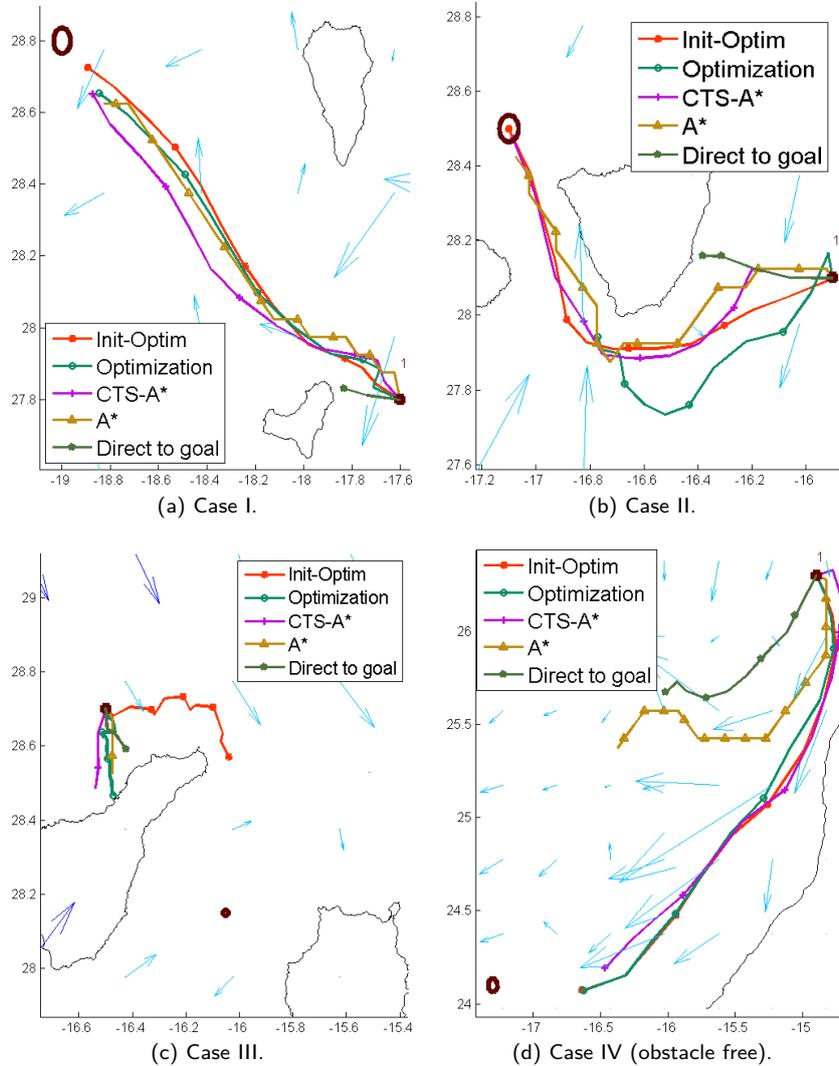 28.8
28.6
28.4
28.2
28
27.8
-19 -18.8 -18.6 -18.4 -18.2 -18 -17.8 -17.6
1
Init-Optim
Optimization
CTS-A*
A*
Direct to goal
(a) Case I.
28.8
28.6
28.4
28.2
28
27.8
27.6
-17.2 -17 -16.8 -16.6 -16.4 -16.2 -16
1
Init-Optim
Optimization
CTS-A*
A*
Direct to goal
(b) Case II.
29
28.8
28.6
28.4
28.2
28
-16.6 -16.4 -16.2 -16 -15.8 -15.6 -15.4
Init-Optim
Optimization
CTS-A*
A*
Direct to goal
(c) Case III.
26
25.5
25
24.5
24
-17 -16.5 -16 -15.5 -15
1
Init-Optim
Optimization
CTS-A*
A*
Direct to goal
(d) Case IV (obstacle free).